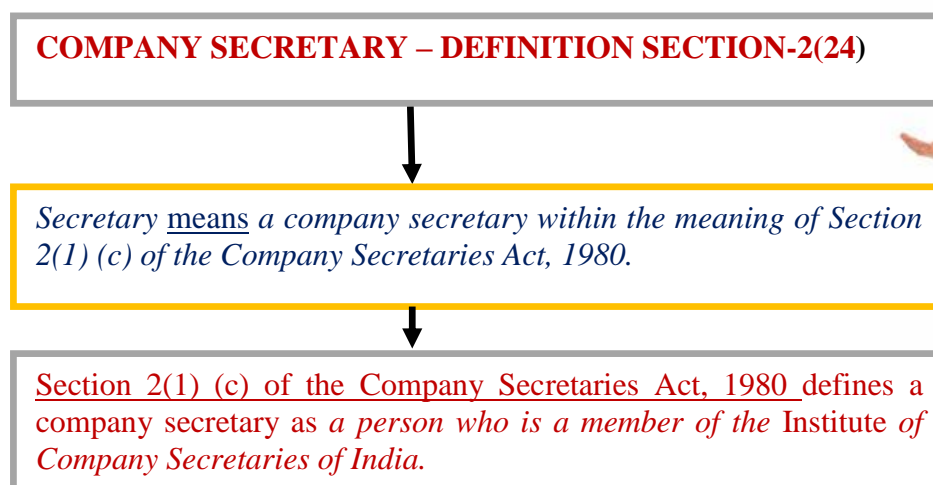 COMPANY SECRETARY – DEFINITION SECTION-2(24)
Secretary means a company secretary within the meaning of Section
2(1) (c) of the Company Secretaries Act, 1980.
Section 2(1) (c) of the Company Secretaries Act, 1980 defines a
company secretary as a person who is a member of the Institute of
Company Secretaries of India.